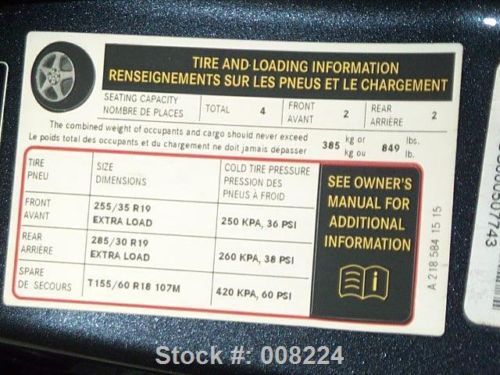 TIRE AND LOADING INFORMATION
RENSEIGNEMENTS SUR LES PNEUS ET LE CHARGEMENT
SEATING CAPACITY
NOMBRE DE PLACES
TOTAL 4
FRONT
AVANT
2
REAR
ARRIÈRE
2
The combined weight of occupants and cargo should never exceed
Le poids total des occupants et du chargement ne doit jamais dépasser
385 kg or
kg ou
849 lbs.
lb.
TIRE
PNEU
SIZE
DIMENSIONS
COLD TIRE PRESSURE
PRESSION DES
PNEUS À FROID
FRONT
AVANT
255/35 R19
EXTRA LOAD
250 KPA, 36 PSI
REAR
ARRIÈRE
285/30 R19
EXTRA LOAD
260 KPA, 38 PSI
SPARE
DE SECOURS
T155/60 R18 107M
420 KPA, 60 PSI
SEE OWNER'S
MANUAL FOR
ADDITIONAL
INFORMATION
i
A 218 584 15 15
Stock #: 008224